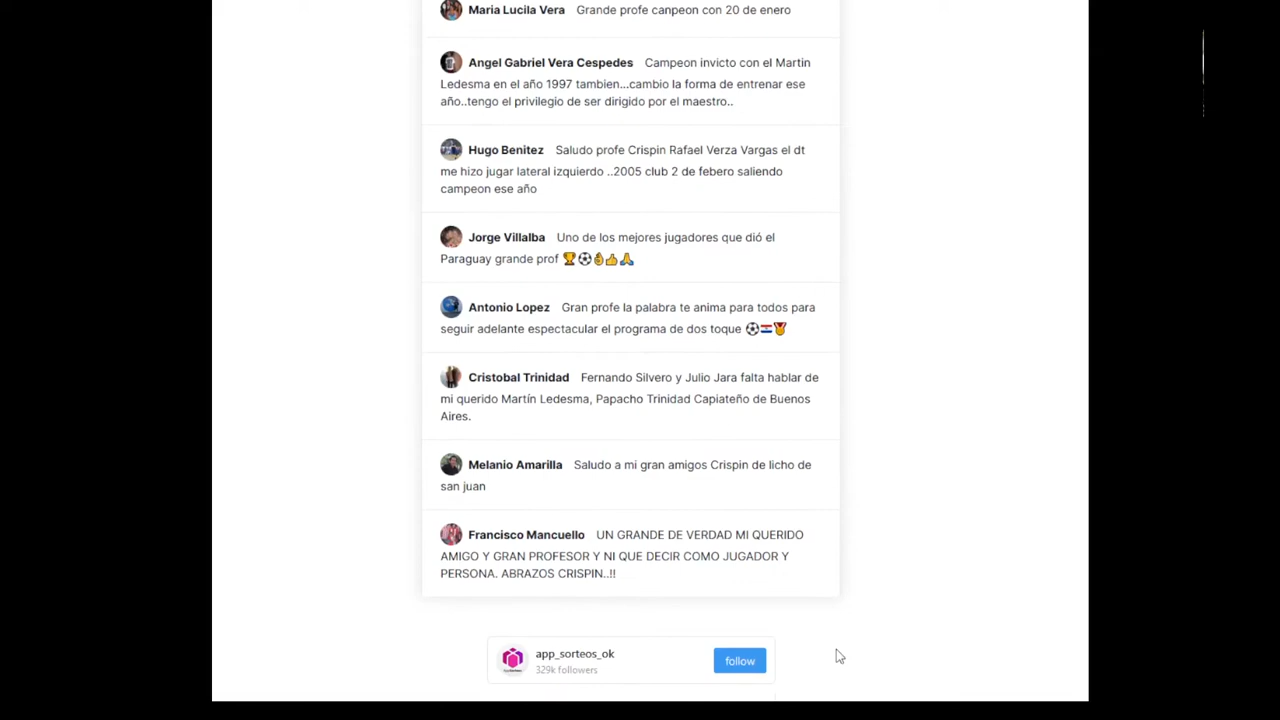 Maria Lucila Vera Grande profe canpeon con 20 de enero
Angel Gabriel Vera Cespedes Campeon invicto con el Martin
Ledesma en el año 1997 tambien...cambio la forma de entrenar ese
año..tengo el privilegio de ser dirigido por el maestro..
Hugo Benitez Saludo profe Crispin Rafael Verza Vargas el dt
me hizo jugar lateral izquierdo ..2005 club 2 de febero saliendo
campeon ese año
Jorge Villalba Uno de los mejores jugadores que dió el
Paraguay grande prof 🏆⚽👌👍🙏
Antonio Lopez Gran profe la palabra te anima para todos para
seguir adelante espectacular el programa de dos toque ⚽🇵🇾🏅
Cristobal Trinidad Fernando Silvero y Julio Jara falta hablar de
mi querido Martín Ledesma, Papacho Trinidad Capiateño de Buenos
Aires.
Melanio Amarilla Saludo a mi gran amigos Crispin de licho de
san juan
Francisco Mancuello UN GRANDE DE VERDAD MI QUERIDO
AMIGO Y GRAN PROFESOR Y NI QUE DECIR COMO JUGADOR Y
PERSONA. ABRAZOS CRISPIN..!!
app_sorteos_ok
329k followers
follow